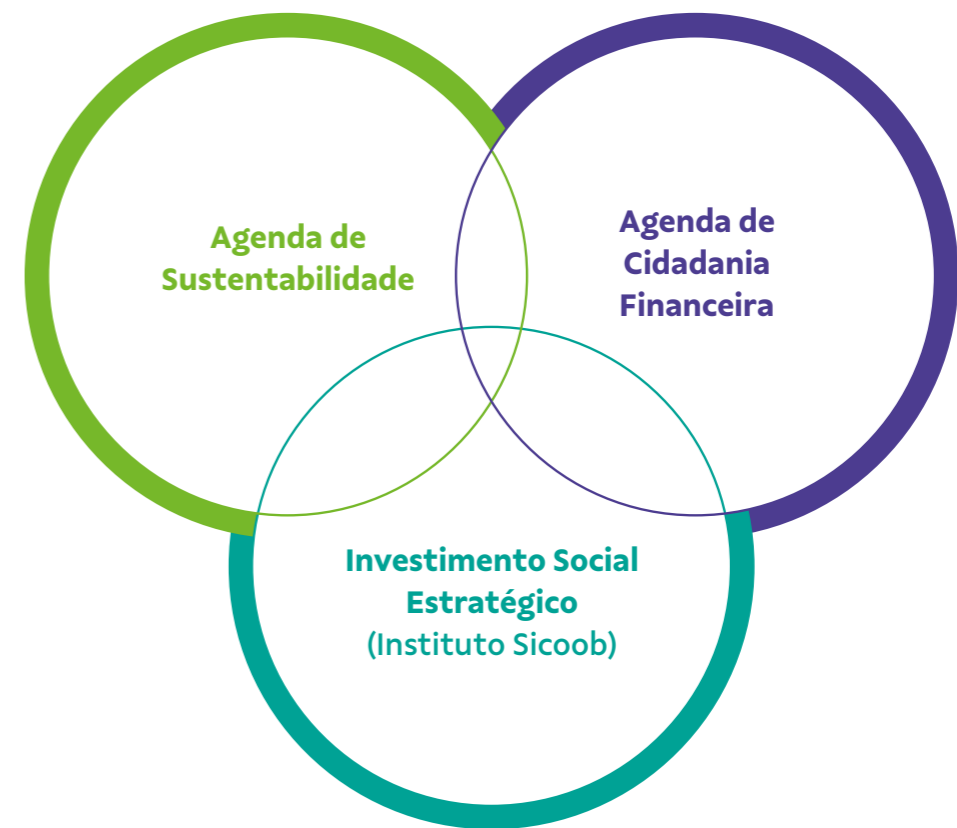 Agenda de
Sustentabilidade
Agenda de
Cidadania
Financeira
Investimento Social
Estratégico
(Instituto Sicoob)